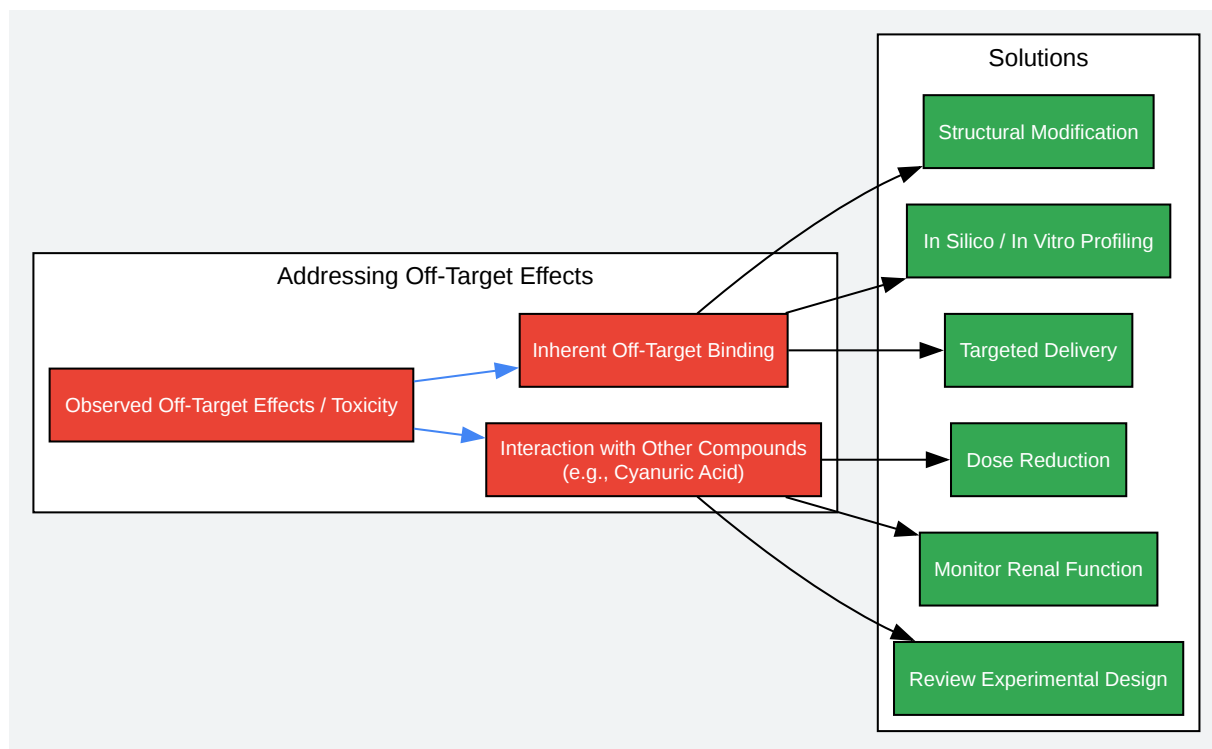 Solutions
Structural Modification
In Silico / In Vitro Profiling
Addressing Off-Target Effects
Inherent Off-Target Binding
Targeted Delivery
Observed Off-Target Effects / Toxicity
Interaction with Other Compounds
(e.g., Cyanuric Acid)
Dose Reduction
Monitor Renal Function
Review Experimental Design